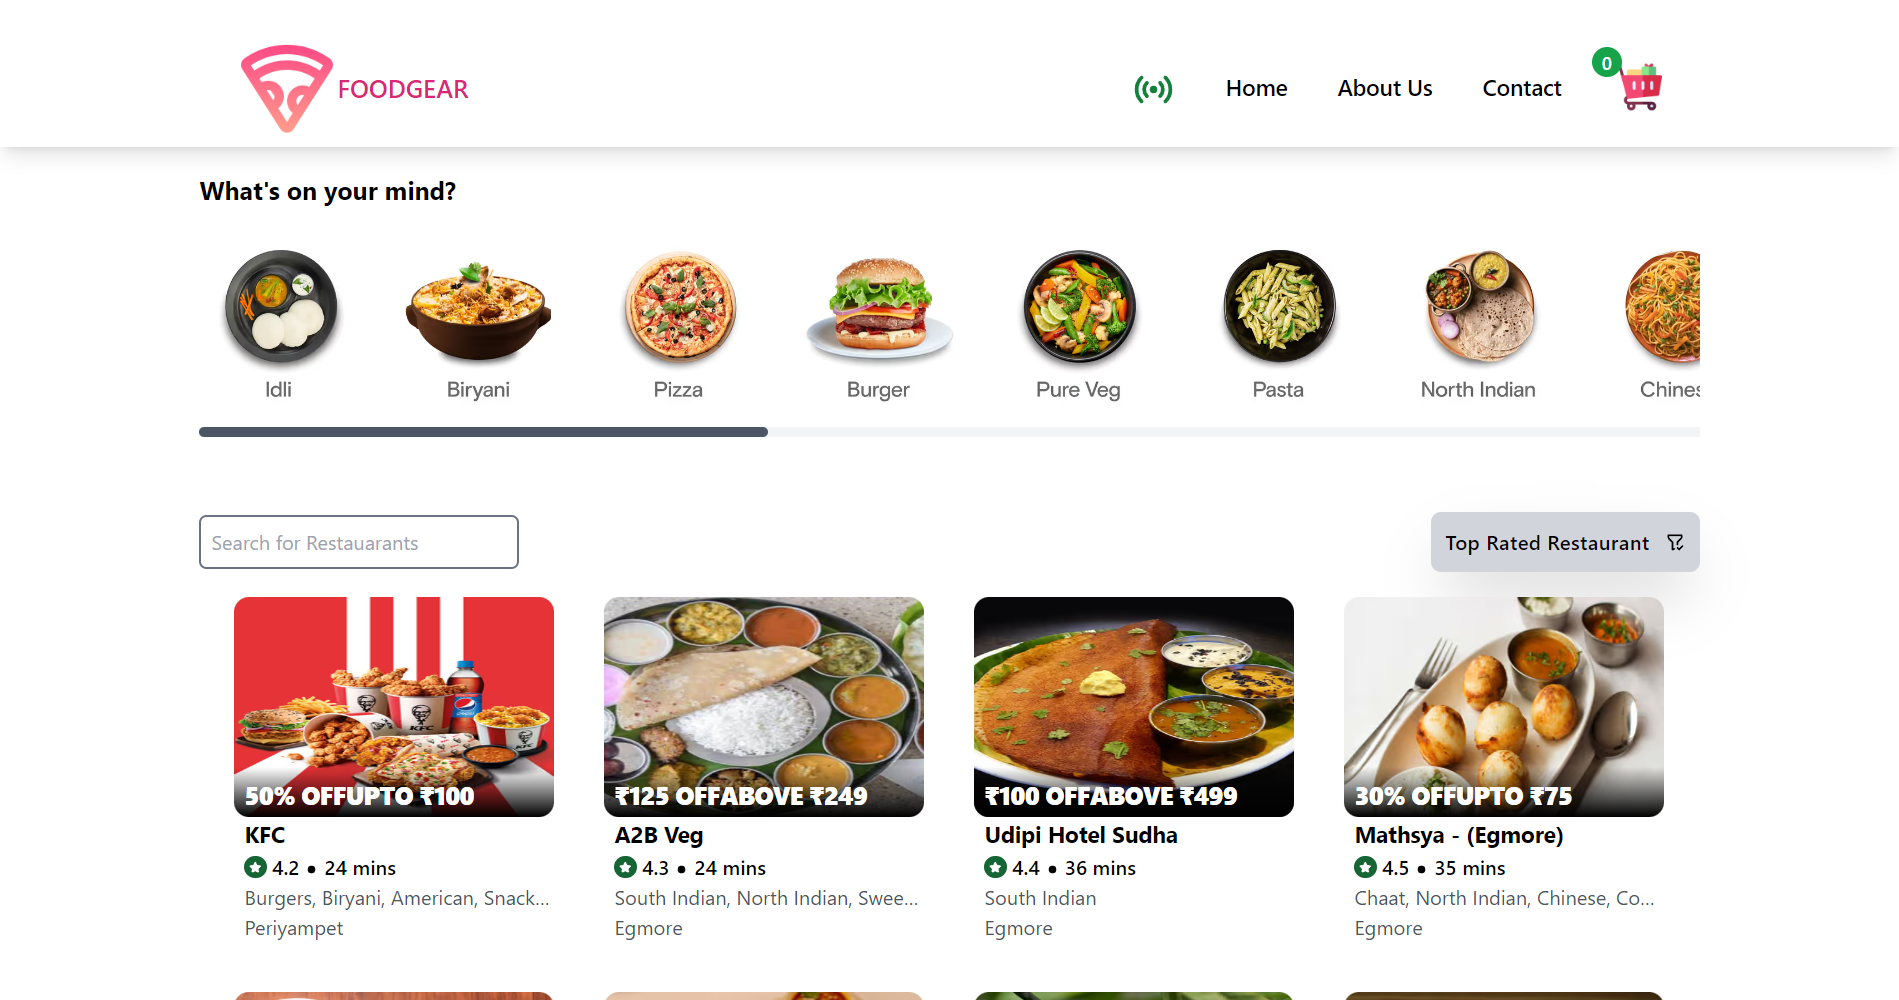 FOODGEAR
Home
About Us
Contact
0
What's on your mind?
Idli
Biryani
Pizza
Burger
Pure Veg
Pasta
North Indian
Chines
Search for Restauarants
Top Rated Restaurant
50% OFFUPTO ₹100
₹125 OFFABOVE ₹249
₹100 OFFABOVE ₹499
30% OFFUPTO ₹75
KFC
A2B Veg
Udipi Hotel Sudha
Mathsya - (Egmore)
4.2 • 24 mins
4.3 • 24 mins
4.4 • 36 mins
4.5 • 35 mins
Burgers, Biryani, American, Snack...
South Indian, North Indian, Swee...
South Indian
Chaat, North Indian, Chinese, Co...
Periyampet
Egmore
Egmore
Egmore